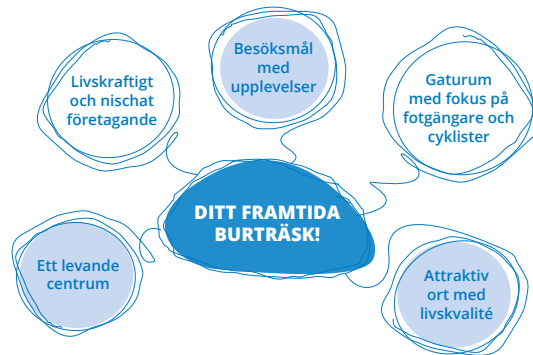 Besöksmål
med
upplevelser
Livskraftigt
och nischat
företagande
Gaturum
med fokus på
fotgängare och
cyklister
DITT FRAMTIDA
BURTRÄSK!
Ett levande
centrum
Attraktiv
ort med
livskvalité